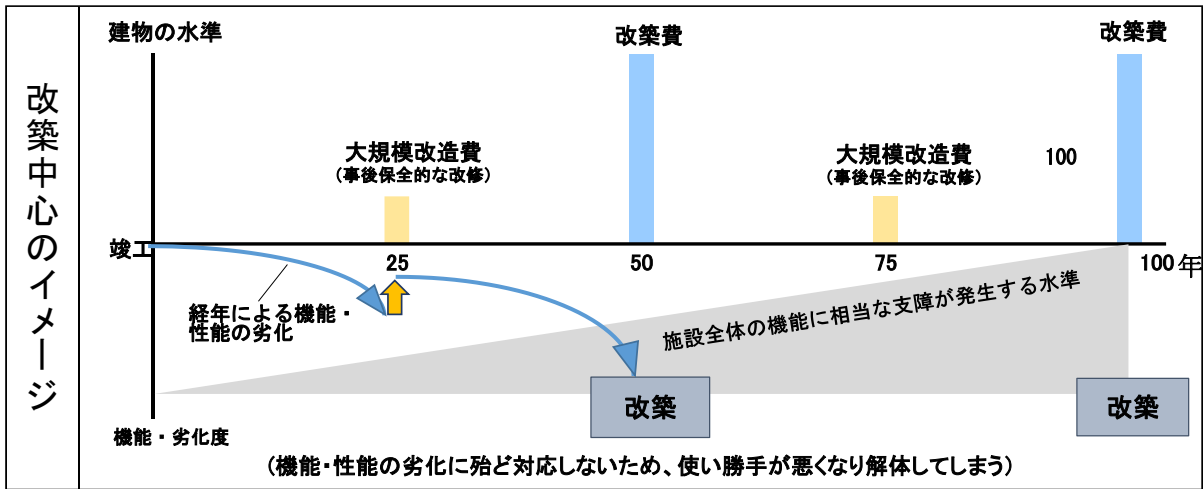 改築中心のイメージ
建物の水準
改築費
改築費
大規模改造費
（事後保全的な改修）
大規模改造費
（事後保全的な改修）
100
竣工
25
50
75
100
年
経年による機能・
性能の劣化
施設全体の機能に相当な支障が発生する水準
改築
改築
機能・劣化度
（機能・性能の劣化に殆ど対応しないため、使い勝手が悪くなり解体してしまう）